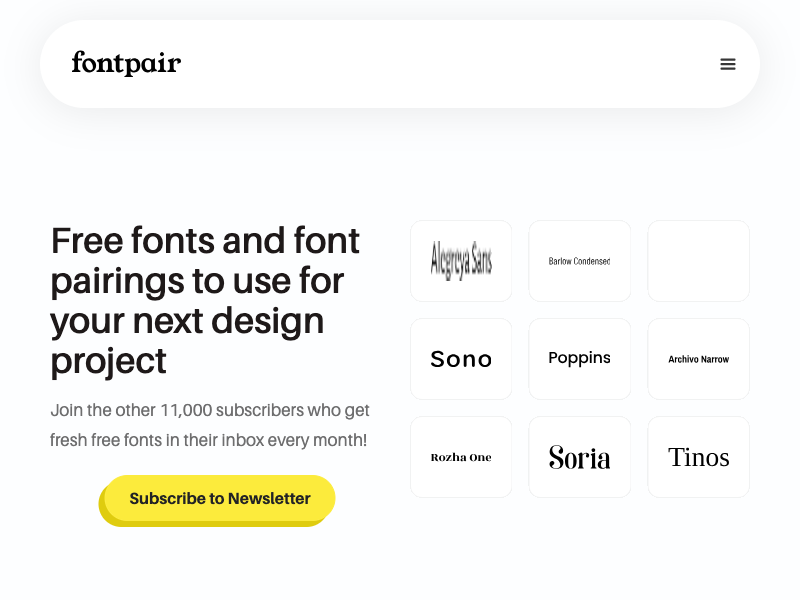 fontpair
Free fonts and font
pairings to use for
your next design
project
Join the other 11,000 subscribers who get
fresh free fonts in their inbox every month!
Subscribe to Newsletter
Alegreya Sans
Barlow Condensed
Sono
Poppins
Archivo Narrow
Rozha One
Soria
Tinos